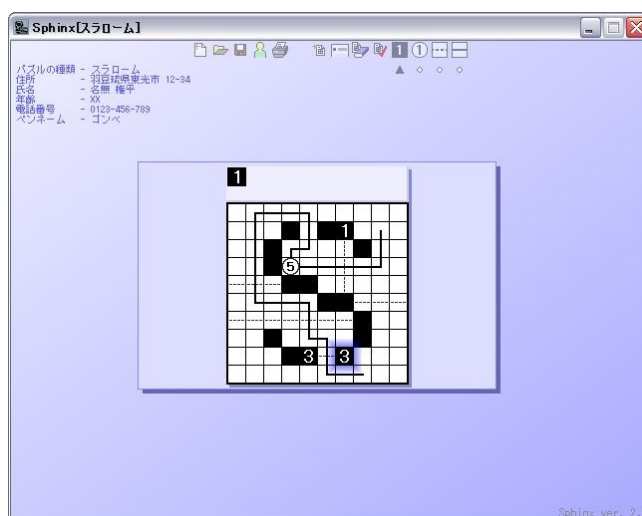 Sphinx[スラローム]
1 1
パズルの種類 - スラローム
住所 - 羽豆琉県東光市 12-34
氏名 - 名無 権平
年齢 - XX
電話番号 - 0123-456-789
ペンネーム - ゴンベ
1
1
5
3 3
Sphinx ver. 2.